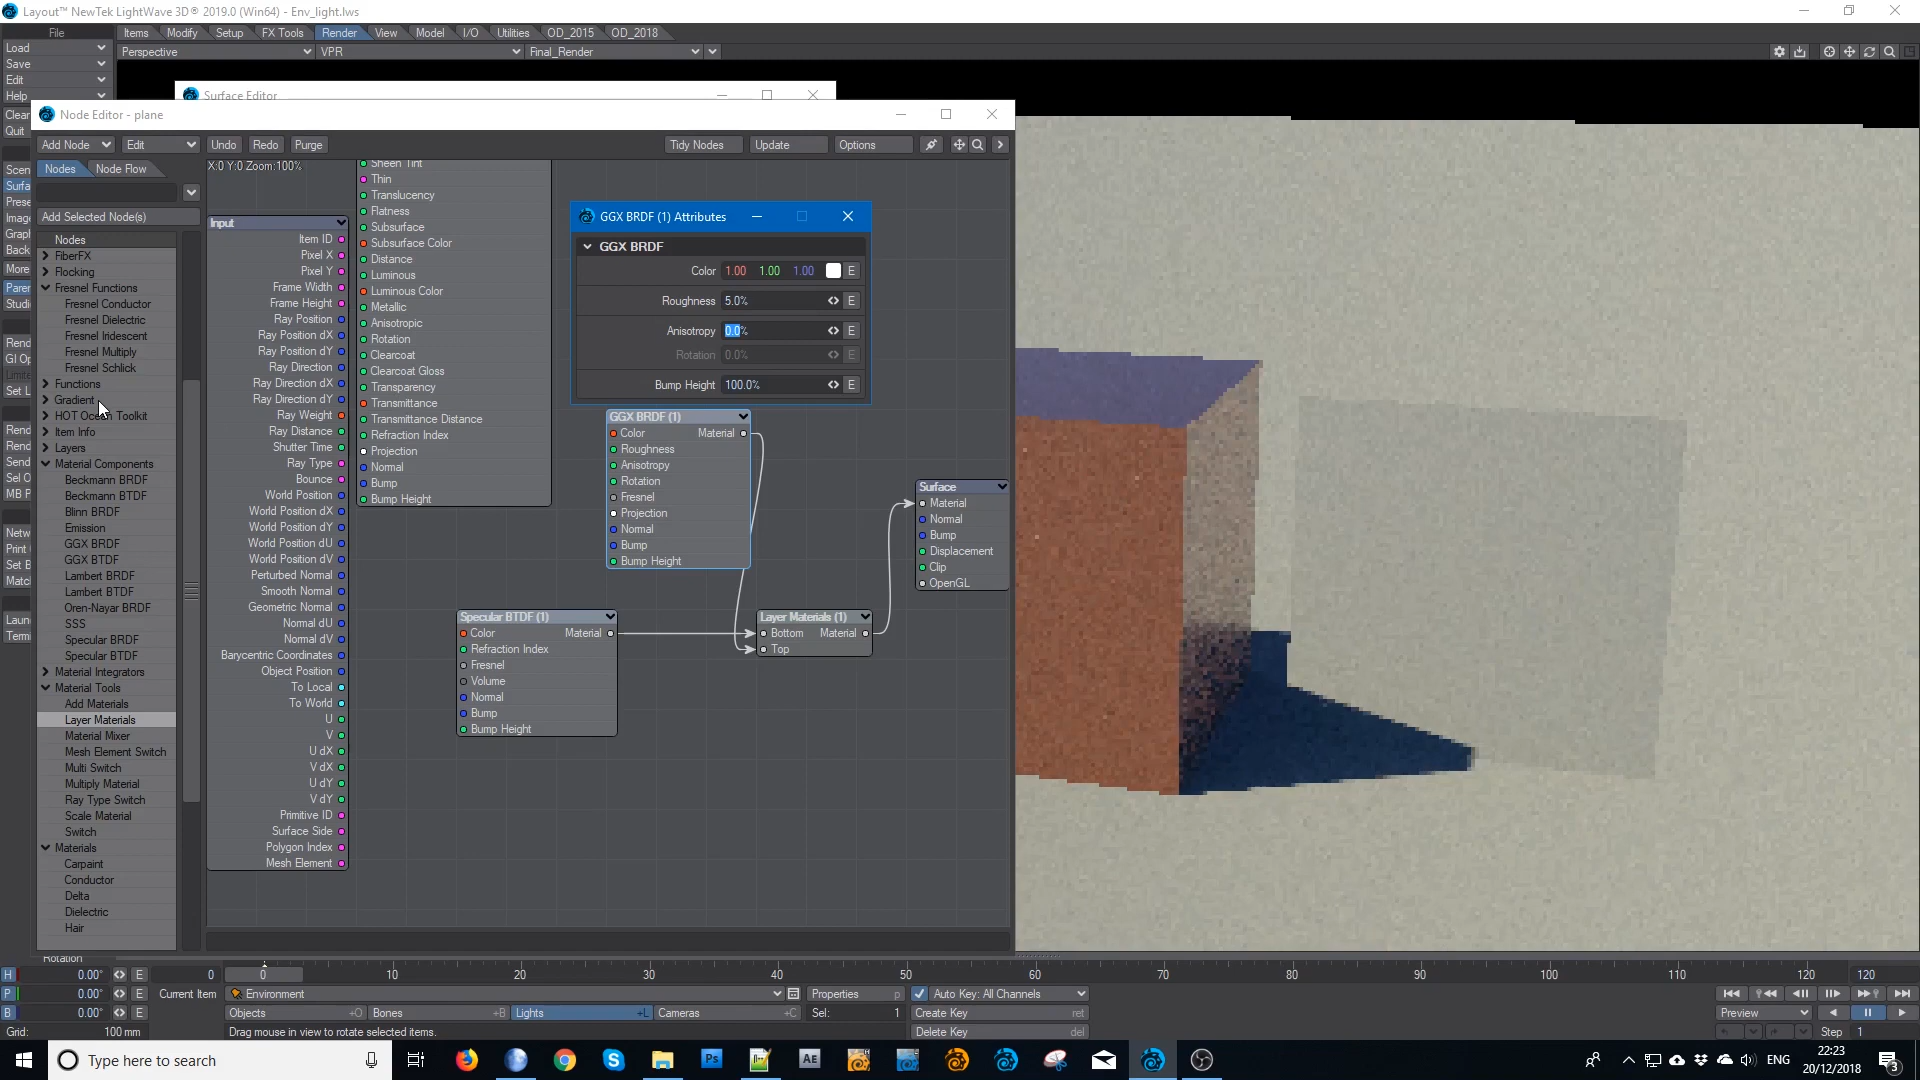 Layout™ NewTek LightWave 3D® 2019.0 (Win64) - Env_light.lws
File
Items Modify Setup FX Tools Render View Model I/O Utilities OD_2015 OD_2018
Load
Perspective VPR Final_Render
Save
Edit
Help
Surface Editor
Node Editor - plane
Clear
Quit
Add Node Edit Undo Redo Purge Tidy Nodes Update Options
Nodes Node Flow
X:0 Y:0 Zoom:100%
Add Selected Node(s)
Nodes
FiberFX
Flocking
Fresnel Functions
Fresnel Conductor
Fresnel Dielectric
Fresnel Iridescent
Fresnel Multiply
Fresnel Schlick
Functions
Gradient
HOT Ocean Toolkit
Item Info
Layers
Material Components
Beckmann BRDF
Beckmann BTDF
Blinn BRDF
Emission
GGX BRDF
GGX BTDF
Lambert BRDF
Lambert BTDF
Oren-Nayar BRDF
SSS
Specular BRDF
Specular BTDF
Material Integrators
Material Tools
Add Materials
Layer Materials
Material Mixer
Mesh Element Switch
Multi Switch
Multiply Material
Ray Type Switch
Scale Material
Switch
Materials
Carpaint
Conductor
Delta
Dielectric
Hair
Input
Item ID
Pixel X
Pixel Y
Frame Width
Frame Height
Ray Position
Ray Position dX
Ray Position dY
Ray Direction
Ray Direction dX
Ray Direction dY
Ray Weight
Ray Distance
Shutter Time
Ray Type
Bounce
World Position
World Position dX
World Position dY
World Position dU
World Position dV
Perturbed Normal
Smooth Normal
Geometric Normal
Normal dU
Normal dV
Barycentric Coordinates
Object Position
To Local
To World
U
V
U dX
V dX
U dY
V dY
Primitive ID
Surface Side
Polygon Index
Mesh Element
Sheen Tint
Thin
Translucency
Flatness
Subsurface
Subsurface Color
Distance
Luminous
Luminous Color
Metallic
Anisotropic
Rotation
Clearcoat
Clearcoat Gloss
Transparency
Transmittance
Transmittance Distance
Refraction Index
Projection
Normal
Bump
Bump Height
GGX BRDF (1) Attributes
GGX BRDF
Color 1.00 1.00 1.00 E
Roughness 5.0% E
Anisotropy 0.0% E
Rotation 0.0% E
Bump Height 100.0% E
GGX BRDF (1)
Color Material
Roughness
Anisotropy
Rotation
Fresnel
Projection
Normal
Bump
Bump Height
Specular BTDF (1)
Color Material
Refraction Index
Fresnel
Volume
Normal
Bump
Bump Height
Layer Materials (1)
Bottom Material
Top
Surface
Material
Normal
Bump
Displacement
Clip
OpenGL
Rotation
H 0.00° E 0 0 10 20 30 40 50 60 70 80 90 100 110 120 120
P 0.00° E Current Item Environment Properties p Auto Key: All Channels
B 0.00° E Objects +O Bones +B Lights +L Cameras +C Sel: 1 Create Key ret Preview
Grid: 100 mm Drag mouse in view to rotate selected items. Delete Key del Step 1
Type here to search
Ps
AE
ENG
22:23
20/12/2018
3